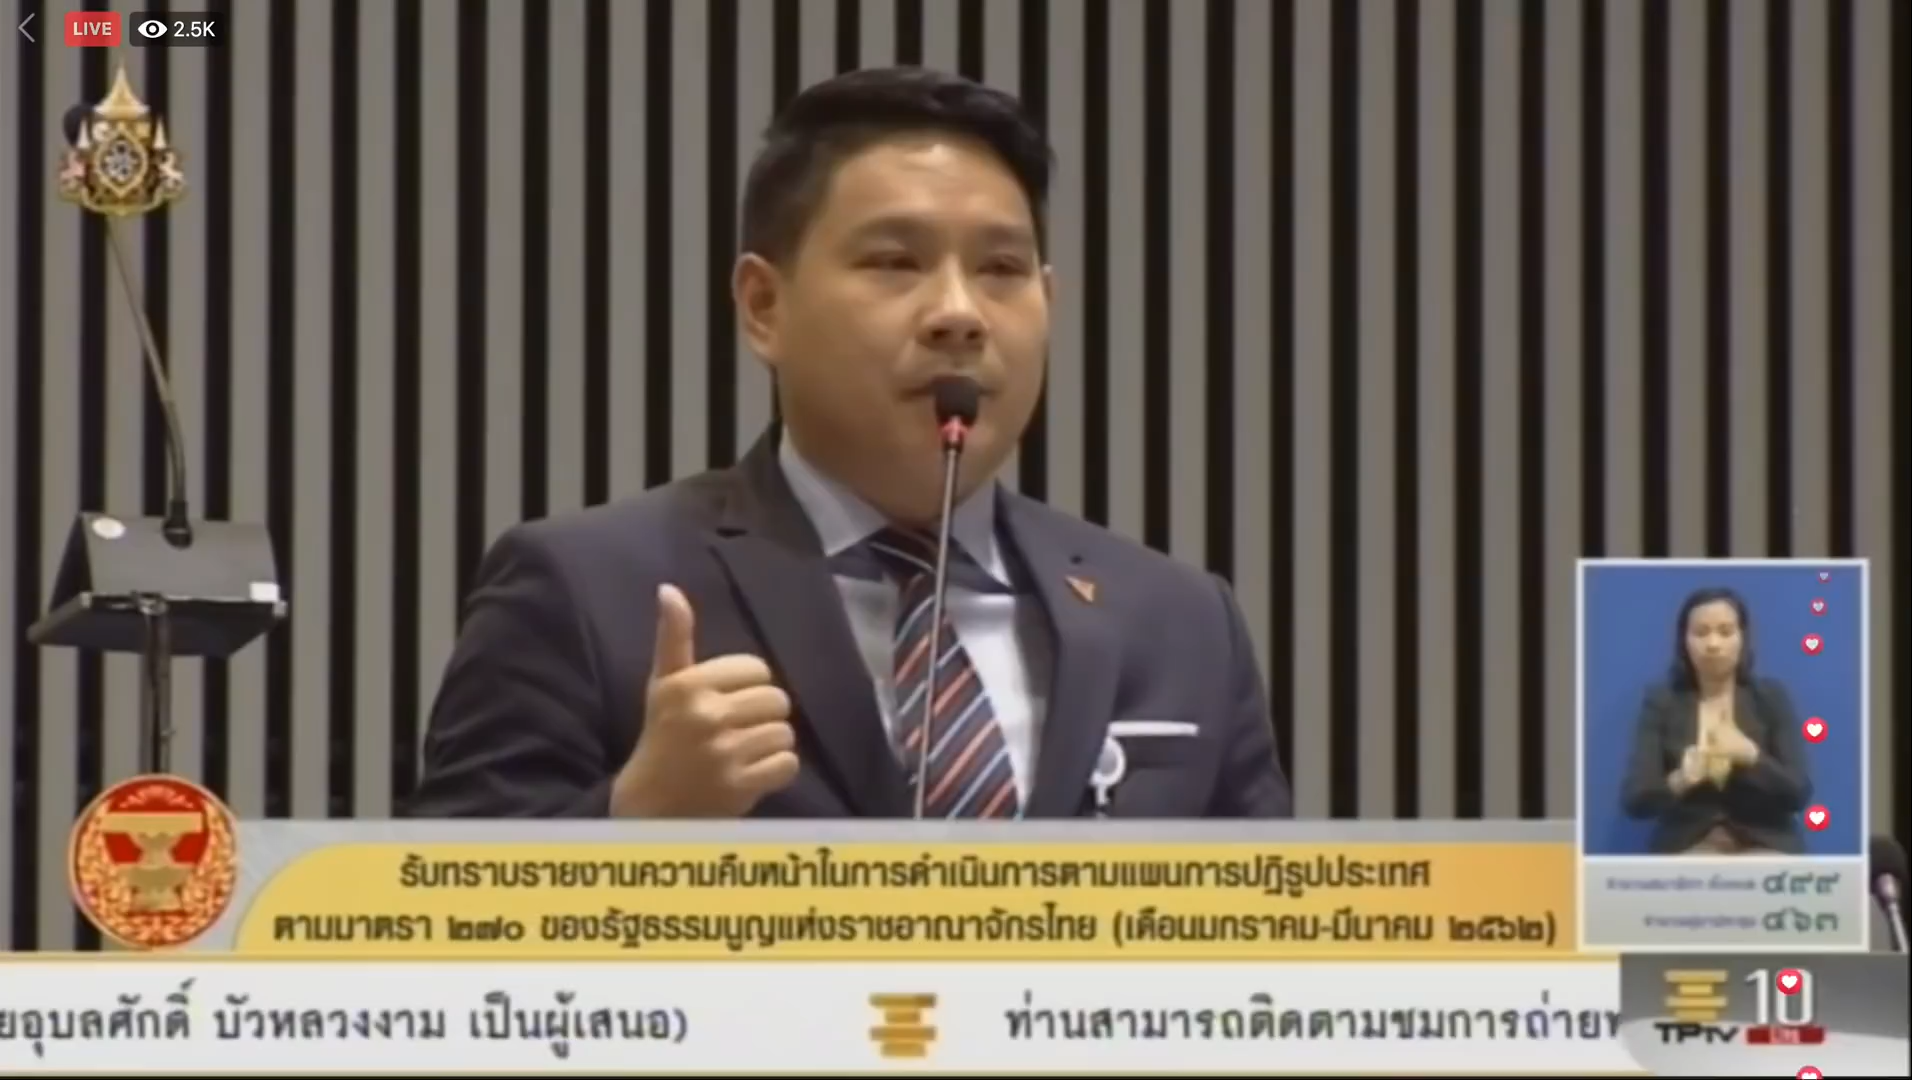 LIVE 2.5K
รับทราบรายงานความคืบหน้าในการดำเนินการตามแผนการปฏิรูปประเทศ
ตามมาตรา ๒๗๐ ของรัฐธรรมนูญแห่งราชอาณาจักรไทย (เดือนมกราคม-มีนาคม ๒๕๖๒)
๔๙๙
๔๖๓
ยอุบลศักดิ์ บัวหลวงงาม เป็นผู้เสนอ) ท่านสามารถติดตามชมการถ่าย
TPTV 10
Live